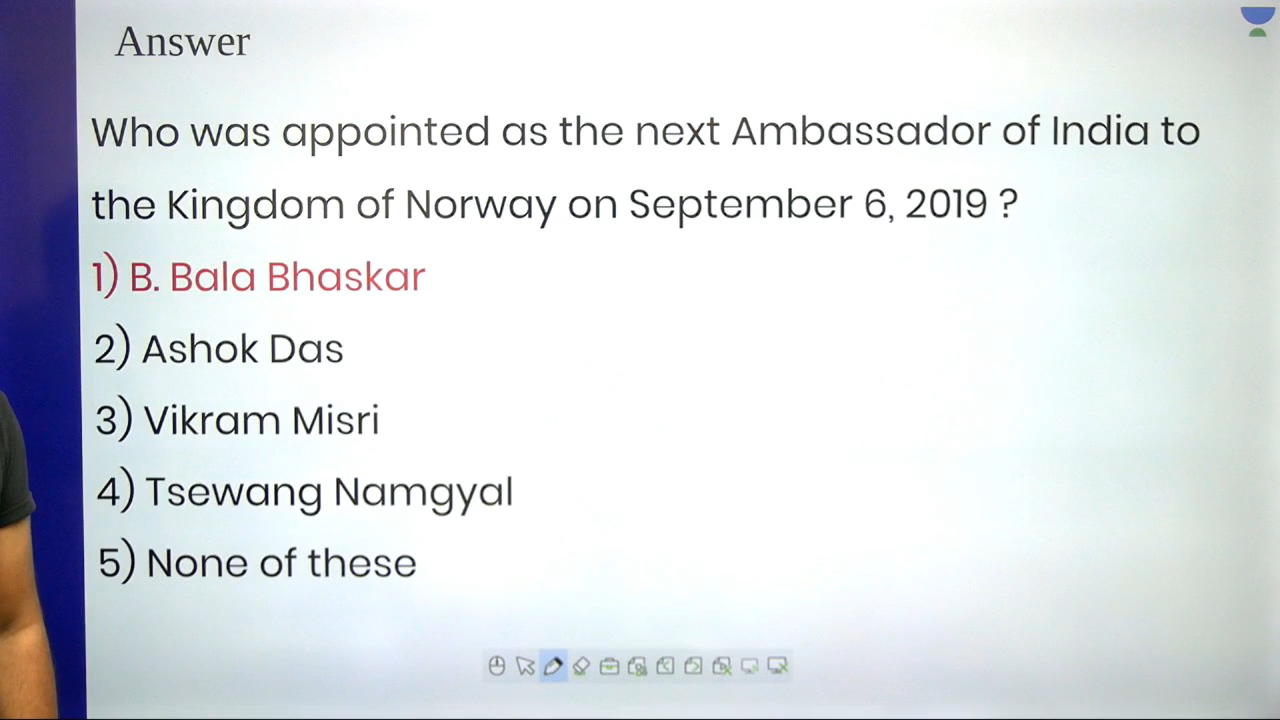 Answer
Who was appointed as the next Ambassador of India to
the Kingdom of Norway on September 6, 2019 ?
1) B. Bala Bhaskar
2) Ashok Das
3) Vikram Misri
4) Tsewang Namgyal
5) None of these